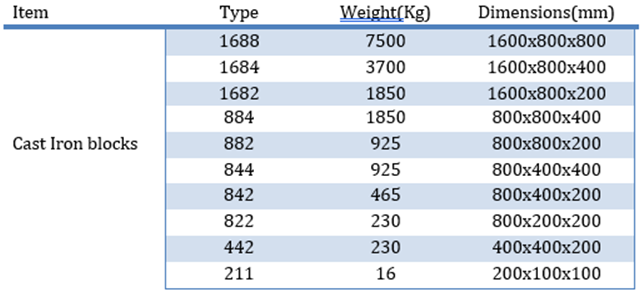 Item Type Weight(Kg) Dimensions(mm)
1688 7500 1600x800x800
1684 3700 1600x800x400
1682 1850 1600x800x200
884 1850 800x800x400
Cast Iron blocks 882 925 800x800x200
844 925 800x400x400
842 465 800x400x200
822 230 800x200x200
442 230 400x400x200
211 16 200x100x100